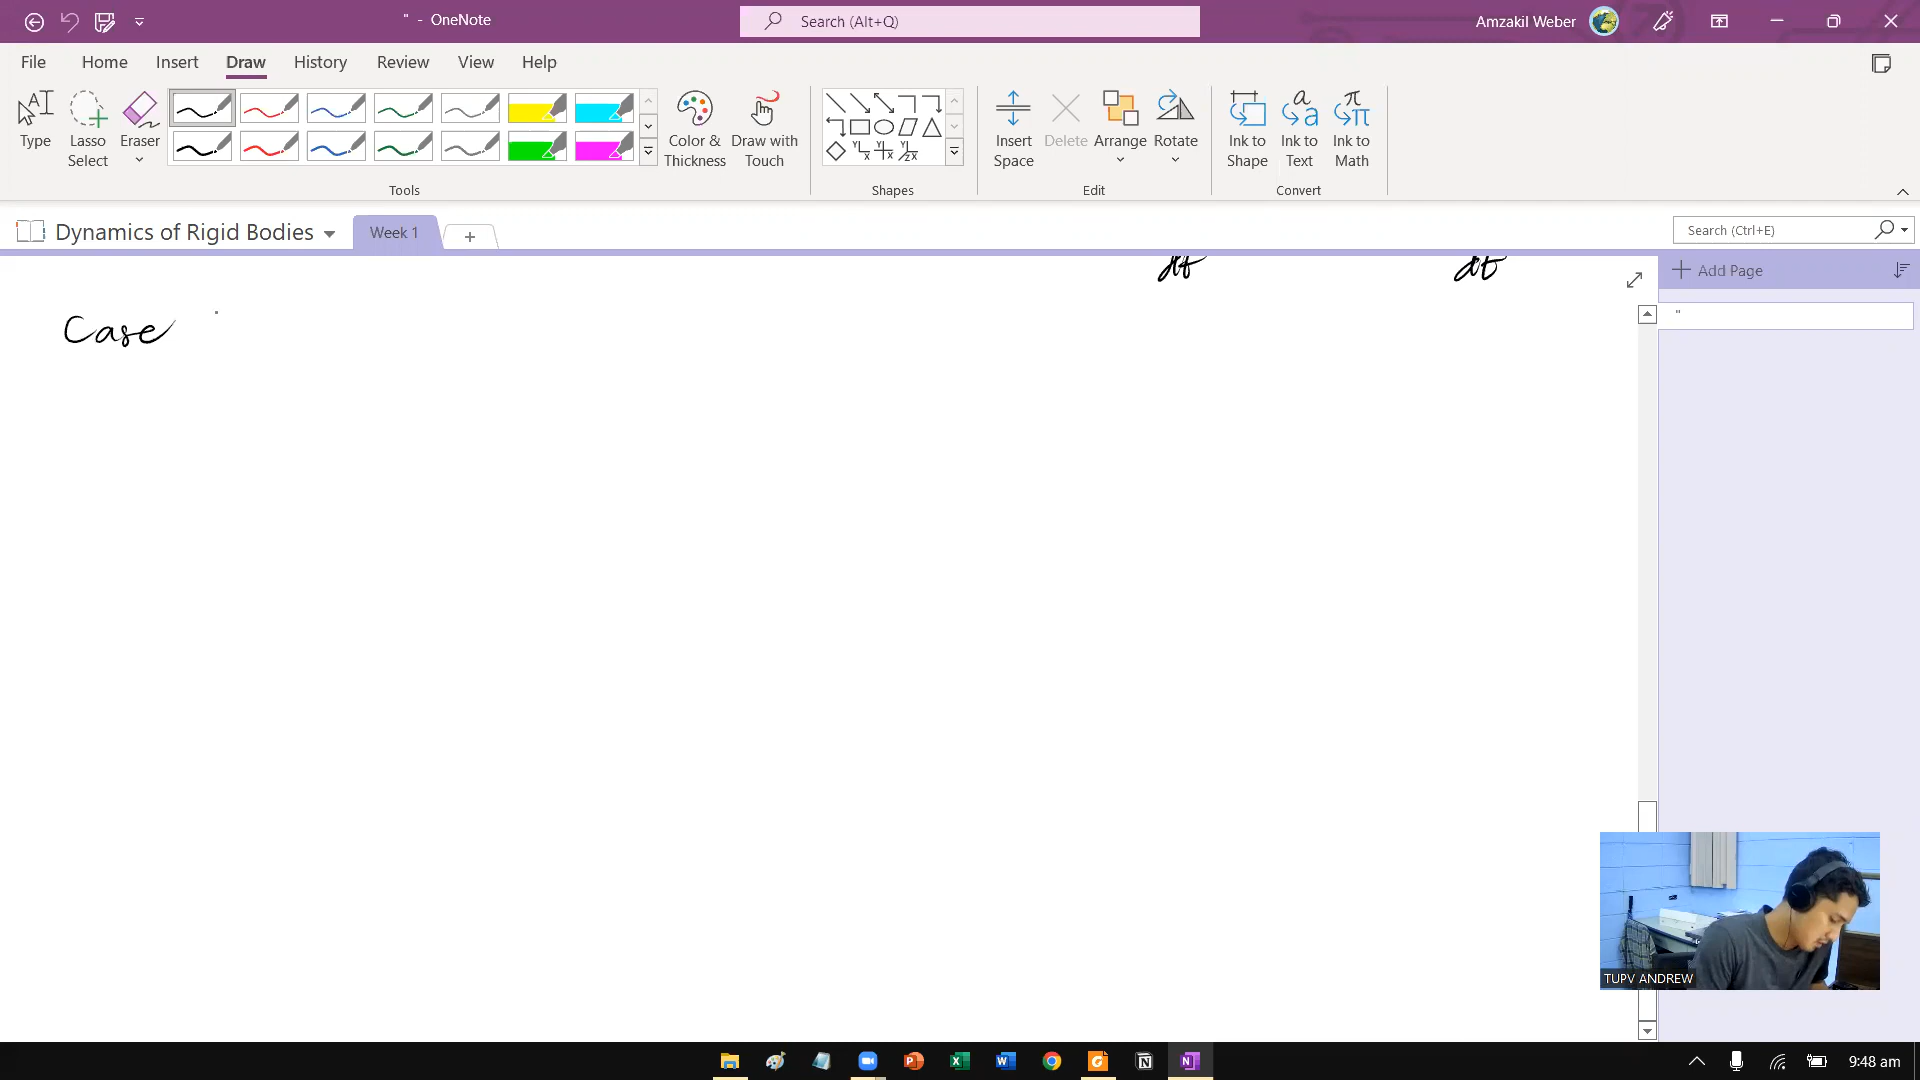 " - OneNote
Search (Alt+Q)
Amzakil Weber
File Home Insert Draw History Review View Help
Type
Lasso Select
Eraser
Color & Thickness
Draw with Touch
Insert Space
Delete
Arrange
Rotate
Ink to Shape
Ink to Text
Ink to Math
Tools
Shapes
Edit
Convert
Dynamics of Rigid Bodies
Week 1
Search (Ctrl+E)
dt dt
Add Page
"
Case
TUPV ANDREW
9:48 am